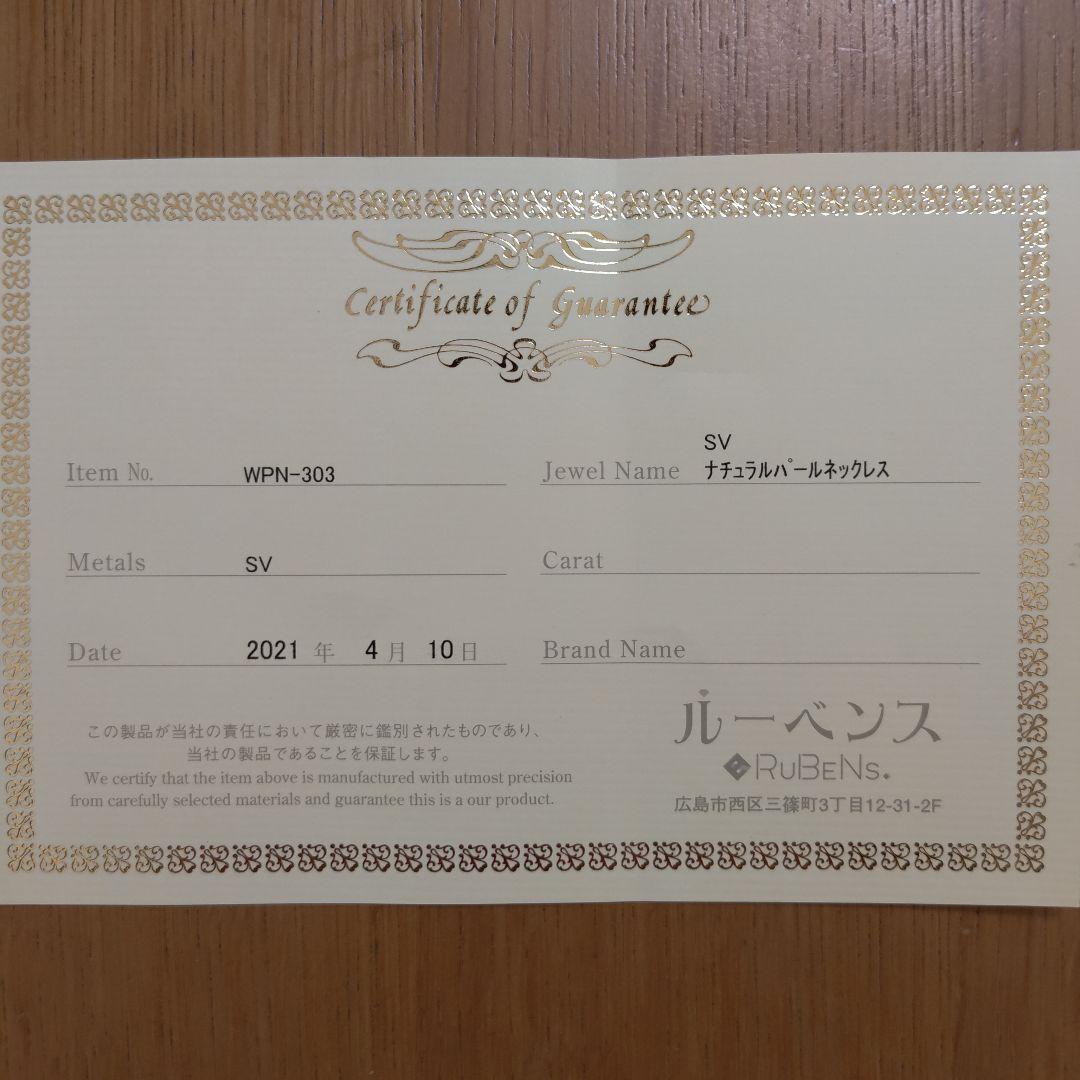 Certificate of Guarantee
Item No. WPN-303
SV
Jewel Name ナチュラルパールネックレス
Metals SV
Carat
Date 2021 年 4 月 10 日
Brand Name
この製品が当社の責任において厳密に鑑別されたものであり、
当社の製品であることを保証します。
We certify that the item above is manufactured with utmost precision
from carefully selected materials and guarantee this is a our product.
ルーベンス
RUBENS.
広島市西区三篠町3丁目12-31-2F